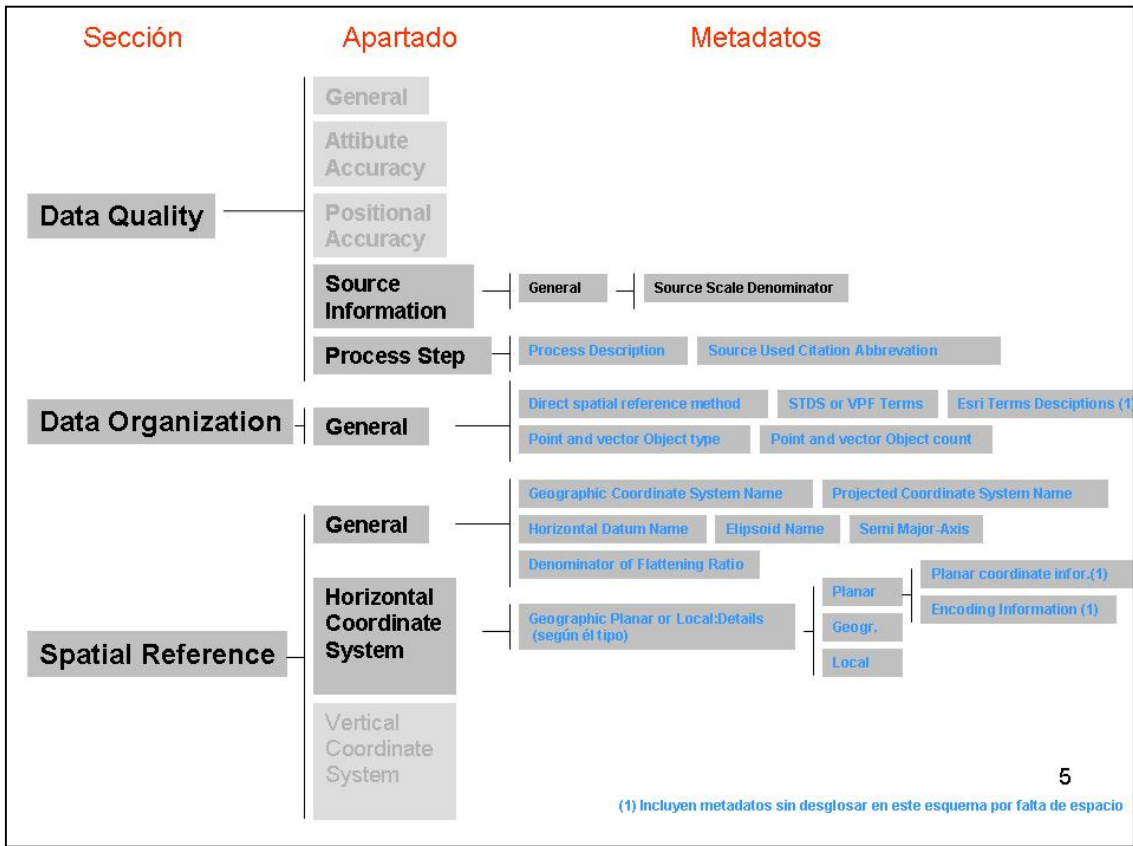 Sección Apartado Metadatos
General
Attibute
Accuracy
Data Quality
Positional
Accuracy
Source
Information
General
Source Scale Denominator
Process Step
Process Description
Source Used Citation Abbrevation
Data Organization
General
Direct spatial reference method
STDS or VPF Terms
Esri Terms Desciptions (1)
Point and vector Object type
Point and vector Object count
Spatial Reference
General
Geographic Coordinate System Name
Projected Coordinate System Name
Horizontal Datum Name
Elipsoid Name
Semi Major-Axis
Denominator of Flattening Ratio
Horizontal
Coordinate
System
Geographic Planar or Local:Details
(según él tipo)
Planar
Geogr.
Local
Planar coordinate infor.(1)
Encoding Information (1)
Vertical
Coordinate
System
5
(1) Incluyen metadatos sin desglosar en este esquema por falta de espacio